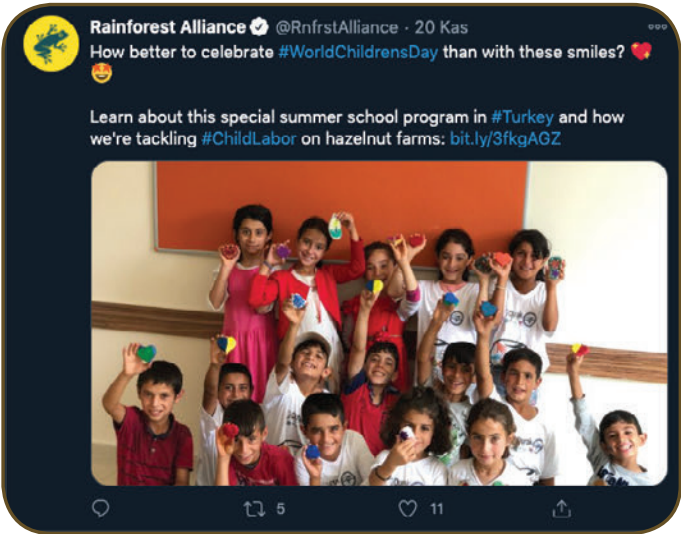 Rainforest Alliance @RnfrstAlliance · 20 Kas
How better to celebrate #WorldChildrensDay than with these smiles? 💖
🤩
Learn about this special summer school program in #Turkey and how
we're tackling #ChildLabor on hazelnut farms: bit.ly/3fkgAGZ
5 11